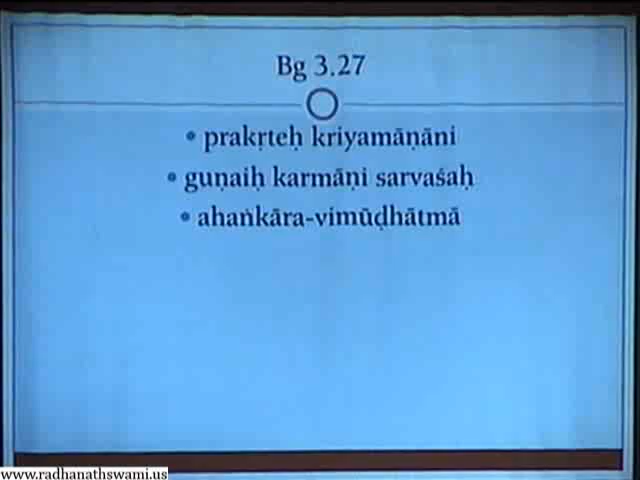 Bg 3.27
• prakṛteḥ kriyamāṇāni
• guṇaiḥ karmāṇi sarvaśaḥ
• ahaṅkāra-vimūḍhātmā
www.radhanathswami.us